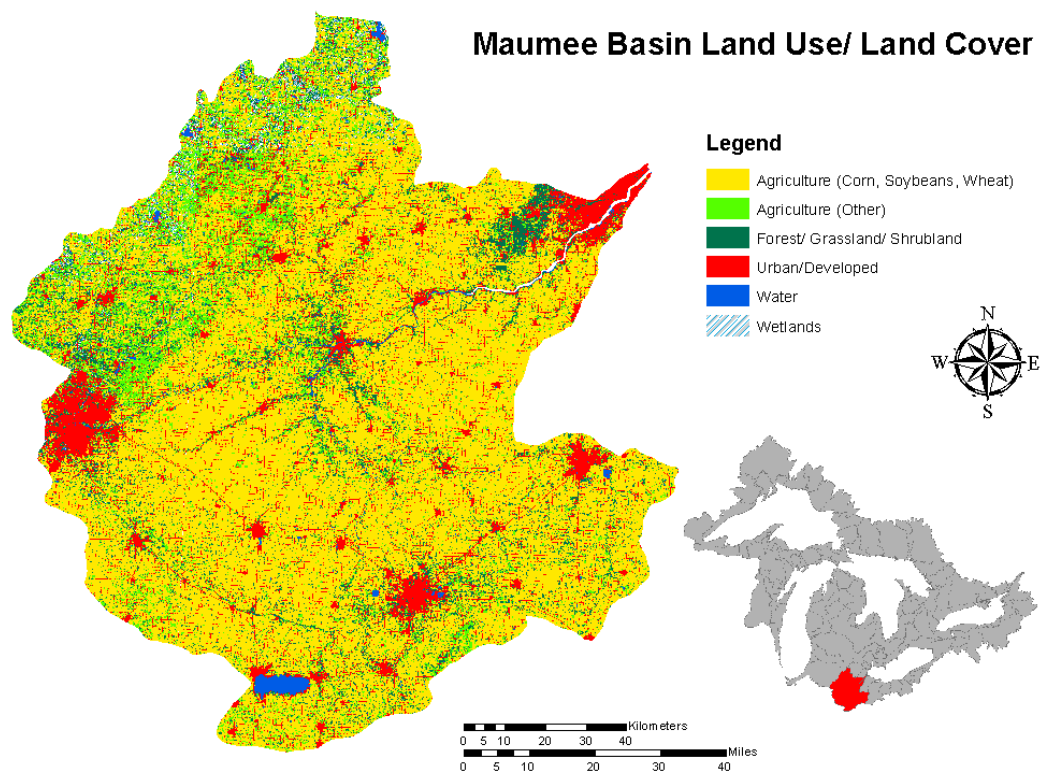 Maumee Basin Land Use/ Land Cover
Legend
Agriculture (Corn, Soybeans, Wheat)
Agriculture (Other)
Forest/ Grassland/ Shrubland
Urban/Developed
Water
Wetlands
N
W E
S
Kilometers
0 5 10 20 30 40
Miles
0 5 10 20 30 40